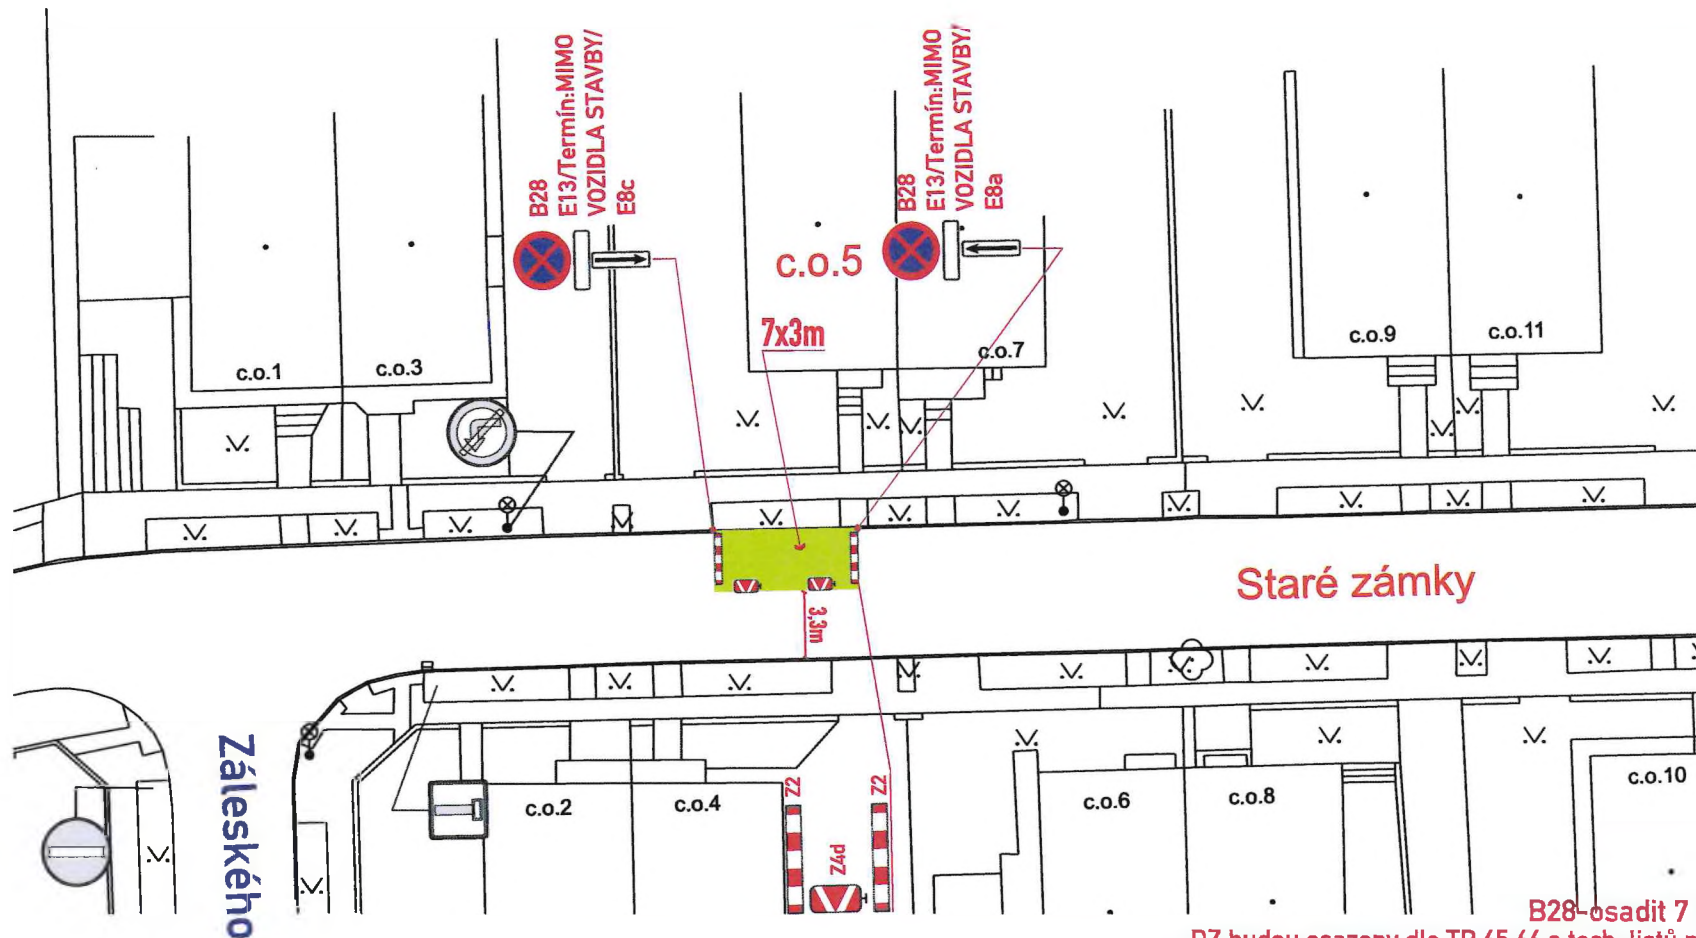 B28
E13/Termín:MIMO
VOZIDLA STAVBY/
E8c
B28
E13/Termín:MIMO
VOZIDLA STAVBY/
E8a
c.o.5
7x3m
c.o.1
c.o.3
c.o.7
c.o.9
c.o.11
Staré zámky
3,3m
Záleského
c.o.2
c.o.4
Z2
Z2
Z4d
c.o.6
c.o.8
c.o.10
B28-osadit 7